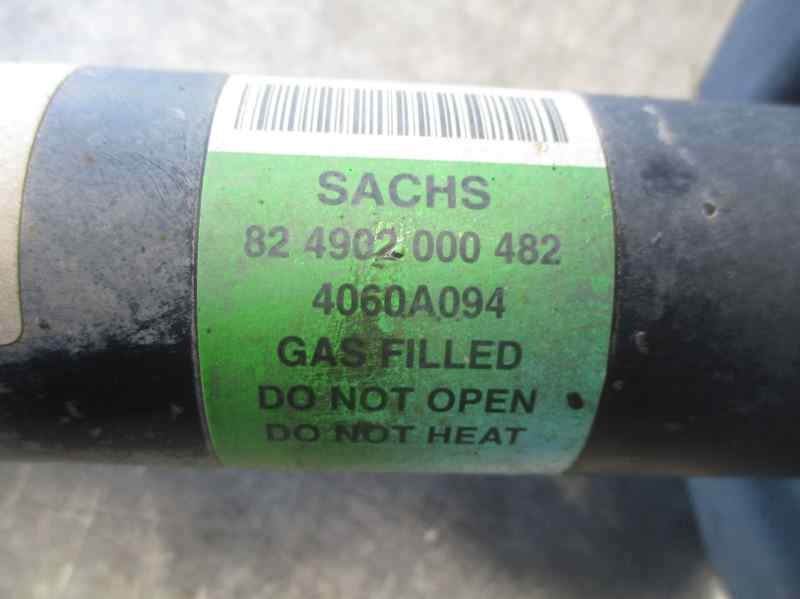 SACHS
82 4902 000 482
4060A094
GAS FILLED
DO NOT OPEN
DO NOT HEAT